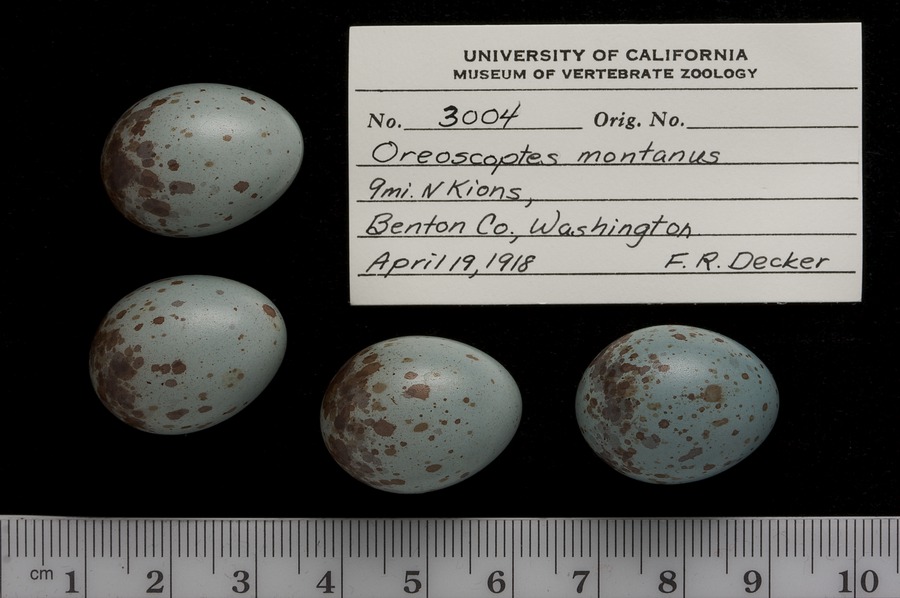 UNIVERSITY OF CALIFORNIA
MUSEUM OF VERTEBRATE ZOOLOGY
No. 3004 Orig. No.
Oreoscoptes montanus
9mi. N Kions,
Benton Co., Washington
April 19, 1918 F. R. Decker
cm 1 2 3 4 5 6 7 8 9 10